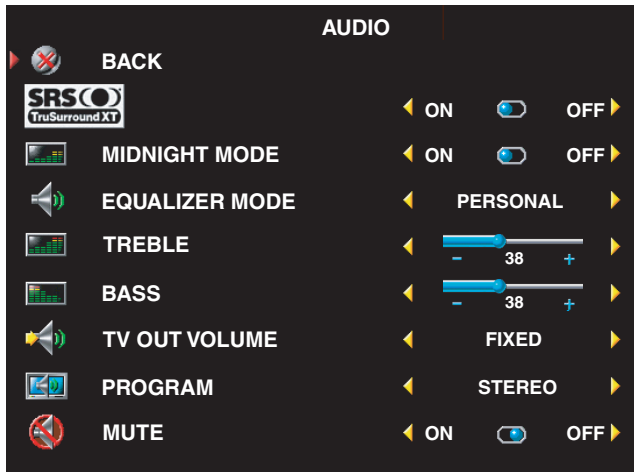 AUDIO
BACK
SRS
TruSurround XT
ON OFF
MIDNIGHT MODE ON OFF
EQUALIZER MODE PERSONAL
TREBLE
- 38 +
BASS
- 38 +
TV OUT VOLUME FIXED
PROGRAM STEREO
MUTE ON OFF